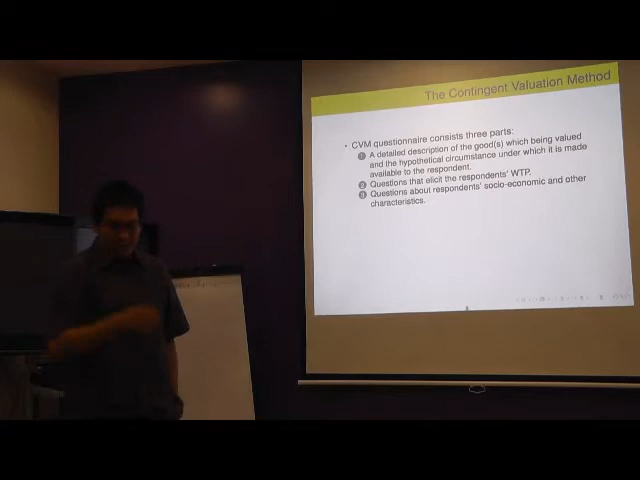 The Contingent Valuation Method
• CVM questionnaire consists three parts:
1 A detailed description of the good(s) which being valued
and the hypothetical circumstance under which it is made
available to the respondent.
2 Questions that elicit the respondents' WTP.
3 Questions about respondents' socio-economic and other
characteristics.